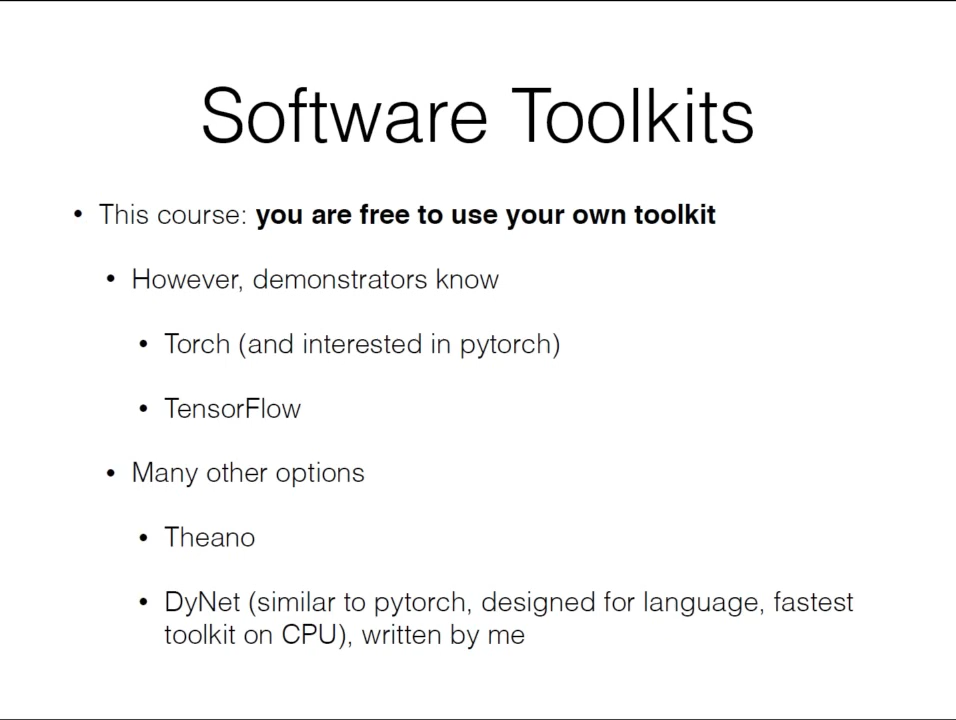 Software Toolkits
• This course: you are free to use your own toolkit
• However, demonstrators know
• Torch (and interested in pytorch)
• TensorFlow
• Many other options
• Theano
• DyNet (similar to pytorch, designed for language, fastest
toolkit on CPU), written by me